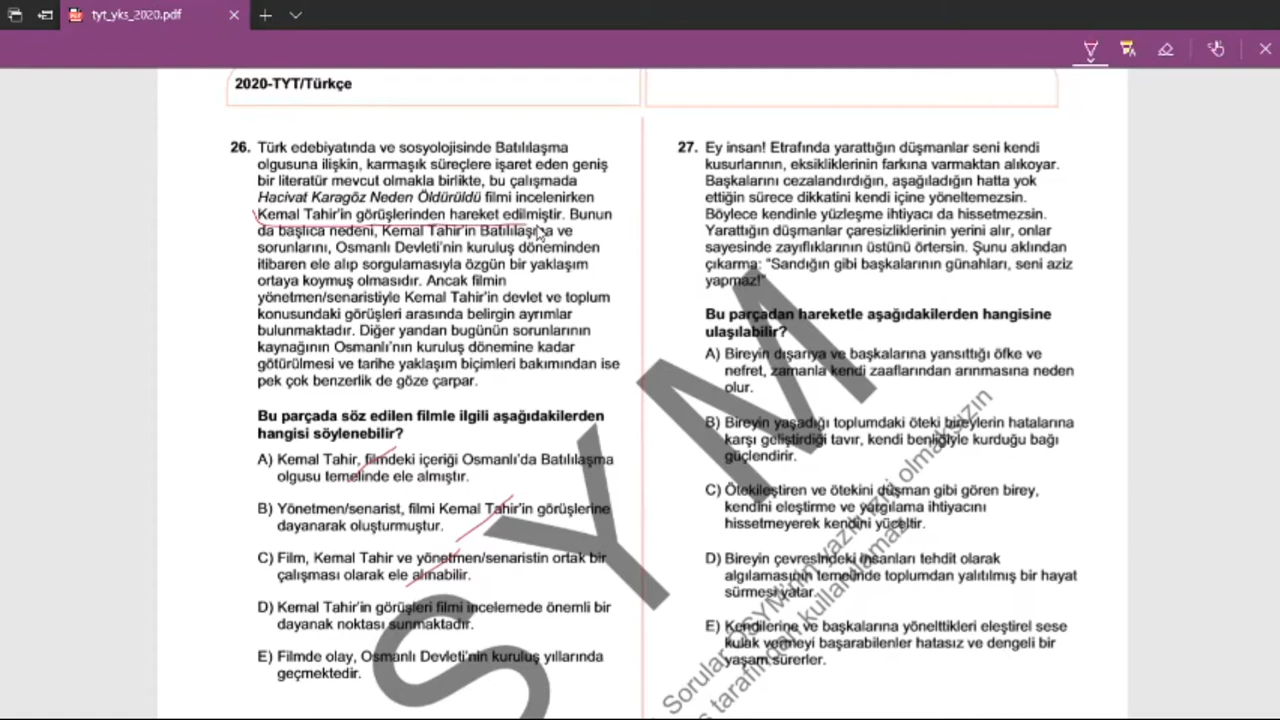 tyt_yks_2020.pdf
2020-TYT/Türkçe
26. Türk edebiyatında ve sosyolojisinde Batılılaşma
olgusuna ilişkin, karmaşık süreçlere işaret eden geniş
bir literatür mevcut olmakla birlikte, bu çalışmada
Hacivat Karagöz Neden Öldürüldü filmi incelenirken
Kemal Tahir'in görüşlerinden hareket edilmiştir. Bunun
da başlıca nedeni, Kemal Tahir'in Batılılaşma ve
sorunlarını, Osmanlı Devleti'nin kuruluş döneminden
itibaren ele alıp sorgulamasıyla özgün bir yaklaşım
ortaya koymuş olmasıdır. Ancak filmin
yönetmen/senaristiyle Kemal Tahir'in devlet ve toplum
konusundaki görüşleri arasında belirgin ayrımlar
bulunmaktadır. Diğer yandan bugünün sorunlarının
kaynağının Osmanlı'nın kuruluş dönemine kadar
götürülmesi ve tarihe yaklaşım biçimleri bakımından ise
pek çok benzerlik de göze çarpar.
Bu parçada söz edilen filmle ilgili aşağıdakilerden
hangisi söylenebilir?
A) Kemal Tahir, filmdeki içeriği Osmanlı'da Batılılaşma
olgusu temelinde ele almıştır.
B) Yönetmen/senarist, filmi Kemal Tahir'in görüşlerine
dayanarak oluşturmuştur.
C) Film, Kemal Tahir ve yönetmen/senaristin ortak bir
çalışması olarak ele alınabilir.
D) Kemal Tahir'in görüşleri filmi incelemede önemli bir
dayanak noktası sunmaktadır.
E) Filmde olay, Osmanlı Devleti'nin kuruluş yıllarında
geçmektedir.
27. Ey insan! Etrafında yarattığın düşmanlar seni kendi
kusurlarının, eksikliklerinin farkına varmaktan alıkoyar.
Başkalarını cezalandırdığın, aşağıladığın hatta yok
ettiğin sürece dikkatini kendi içine yöneltemezsin.
Böylece kendinle yüzleşme ihtiyacı da hissetmezsin.
Yarattığın düşmanlar çaresizliklerinin yerini alır, onlar
sayesinde zayıflıklarının üstünü örtersin. Şunu aklından
çıkarma: "Sandığın gibi başkalarının günahları, seni aziz
yapmaz!"
Bu parçadan hareketle aşağıdakilerden hangisine
ulaşılabilir?
A) Bireyin dışarıya ve başkalarına yansıttığı öfke ve
nefret, zamanla kendi zaaflarından arınmasına neden
olur.
B) Bireyin yaşadığı toplumdaki öteki bireylerin hatalarına
karşı geliştirdiği tavır, kendi benliğiyle kurduğu bağı
güçlendirir.
C) Ötekileştiren ve ötekini düşman gibi gören birey,
kendini eleştirme ve yargılama ihtiyacını
hissetmeyerek kendini yüceltir.
D) Bireyin çevresindeki insanları tehdit olarak
algılamasının temelinde toplumdan yalıtılmış bir hayat
sürmesi yatar.
E) Kendilerine ve başkalarına yönelttikleri eleştirel sese
kulak vermeyi başarabilenler hatasız ve dengeli bir
yaşam sürerler.
SYM
Sorular ÖSYM'nin yazılı izni olmaksızın
tarafından kullanılamaz